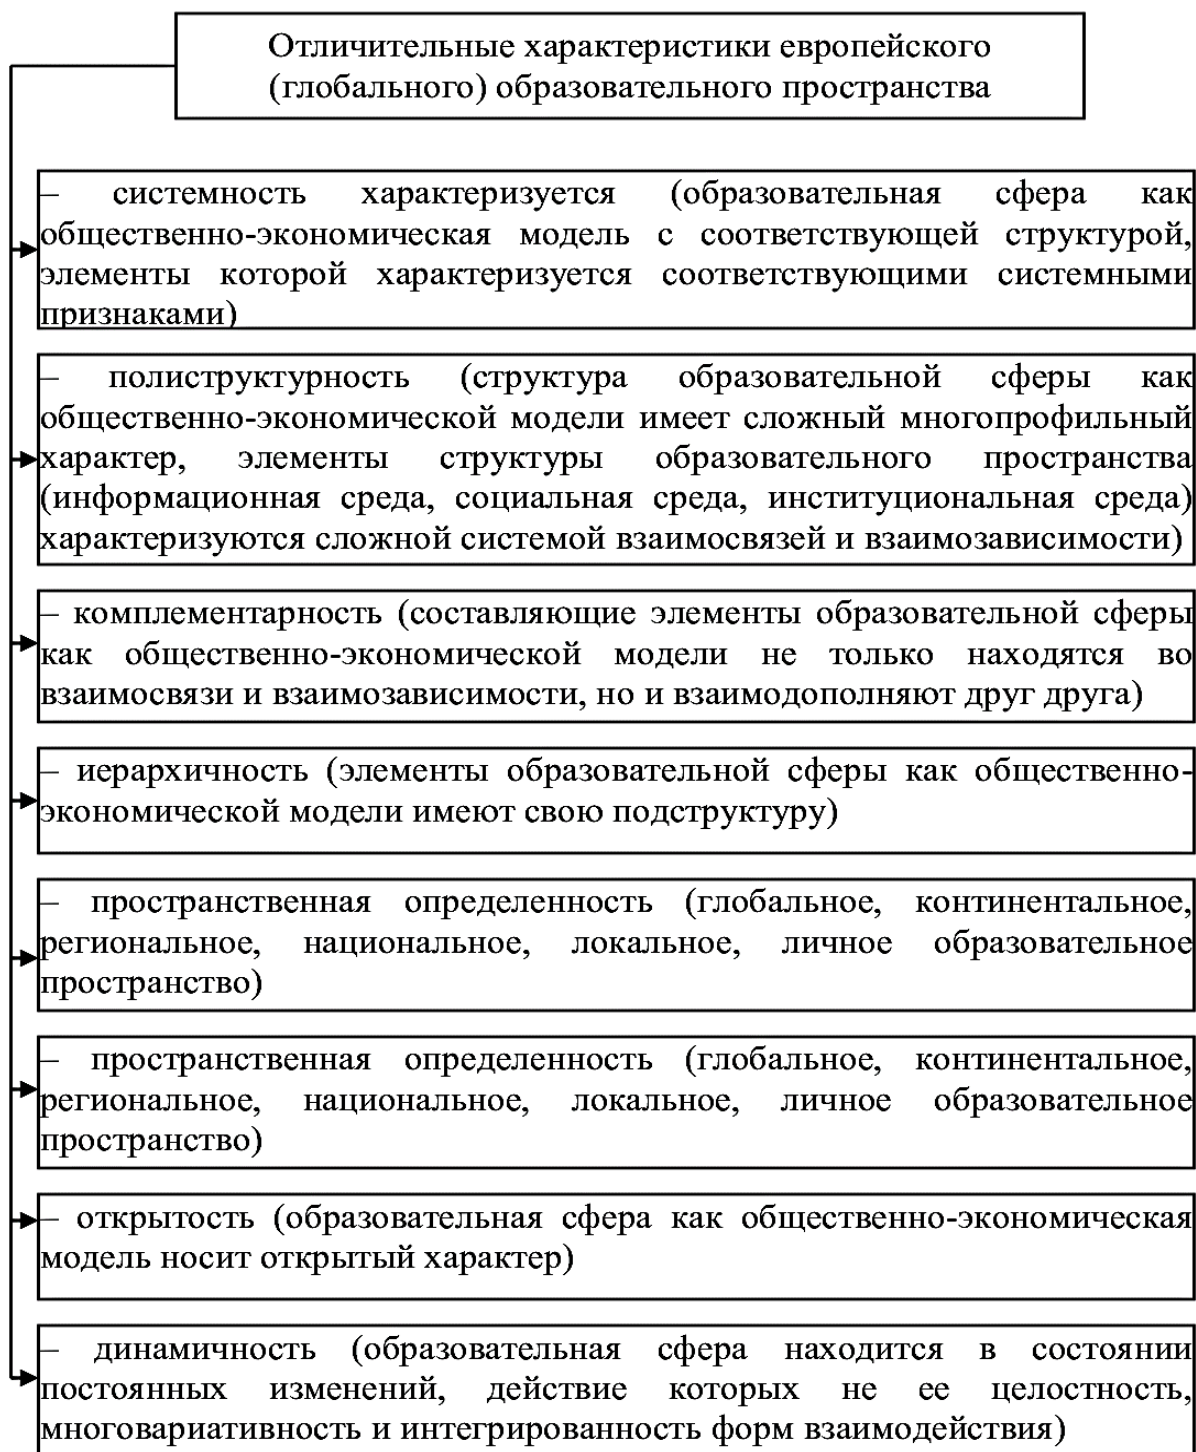 Отличительные характеристики европейского
(глобального) образовательного пространства
– системность характеризуется (образовательная сфера как
общественно-экономическая модель с соответствующей структурой,
элементы которой характеризуется соответствующими системными
признаками)
– полиструктурность (структура образовательной сферы как
общественно-экономической модели имеет сложный многопрофильный
характер, элементы структуры образовательного пространства
(информационная среда, социальная среда, институциональная среда)
характеризуются сложной системой взаимосвязей и взаимозависимости)
– комплементарность (составляющие элементы образовательной сферы
как общественно-экономической модели не только находятся во
взаимосвязи и взаимозависимости, но и взаимодополняют друг друга)
– иерархичность (элементы образовательной сферы как общественно-
экономической модели имеют свою подструктуру)
– пространственная определенность (глобальное, континентальное,
региональное, национальное, локальное, личное образовательное
пространство)
– пространственная определенность (глобальное, континентальное,
региональное, национальное, локальное, личное образовательное
пространство)
– открытость (образовательная сфера как общественно-экономическая
модель носит открытый характер)
– динамичность (образовательная сфера находится в состоянии
постоянных изменений, действие которых не ее целостность,
многовариативность и интегрированность форм взаимодействия)